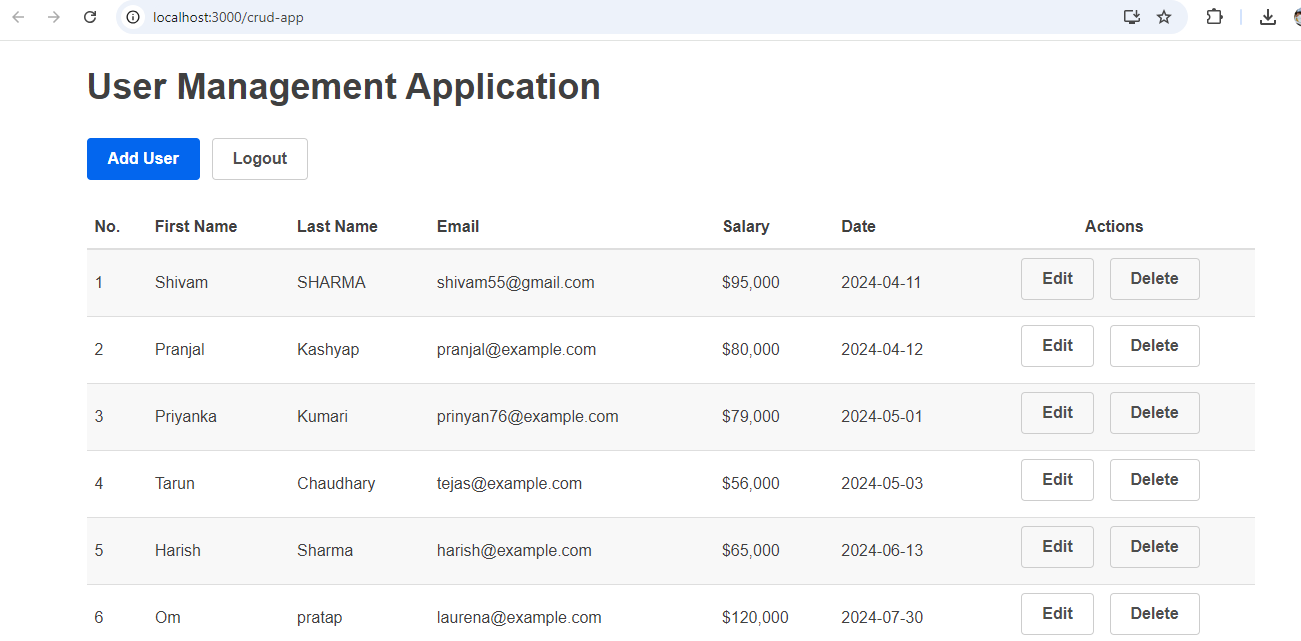 localhost:3000/crud-app
User Management Application
Add User Logout
No. First Name Last Name Email Salary Date Actions
1 Shivam SHARMA shivam55@gmail.com $95,000 2024-04-11 Edit Delete
2 Pranjal Kashyap pranjal@example.com $80,000 2024-04-12 Edit Delete
3 Priyanka Kumari prinyan76@example.com $79,000 2024-05-01 Edit Delete
4 Tarun Chaudhary tejas@example.com $56,000 2024-05-03 Edit Delete
5 Harish Sharma harish@example.com $65,000 2024-06-13 Edit Delete
6 Om pratap laurena@example.com $120,000 2024-07-30 Edit Delete